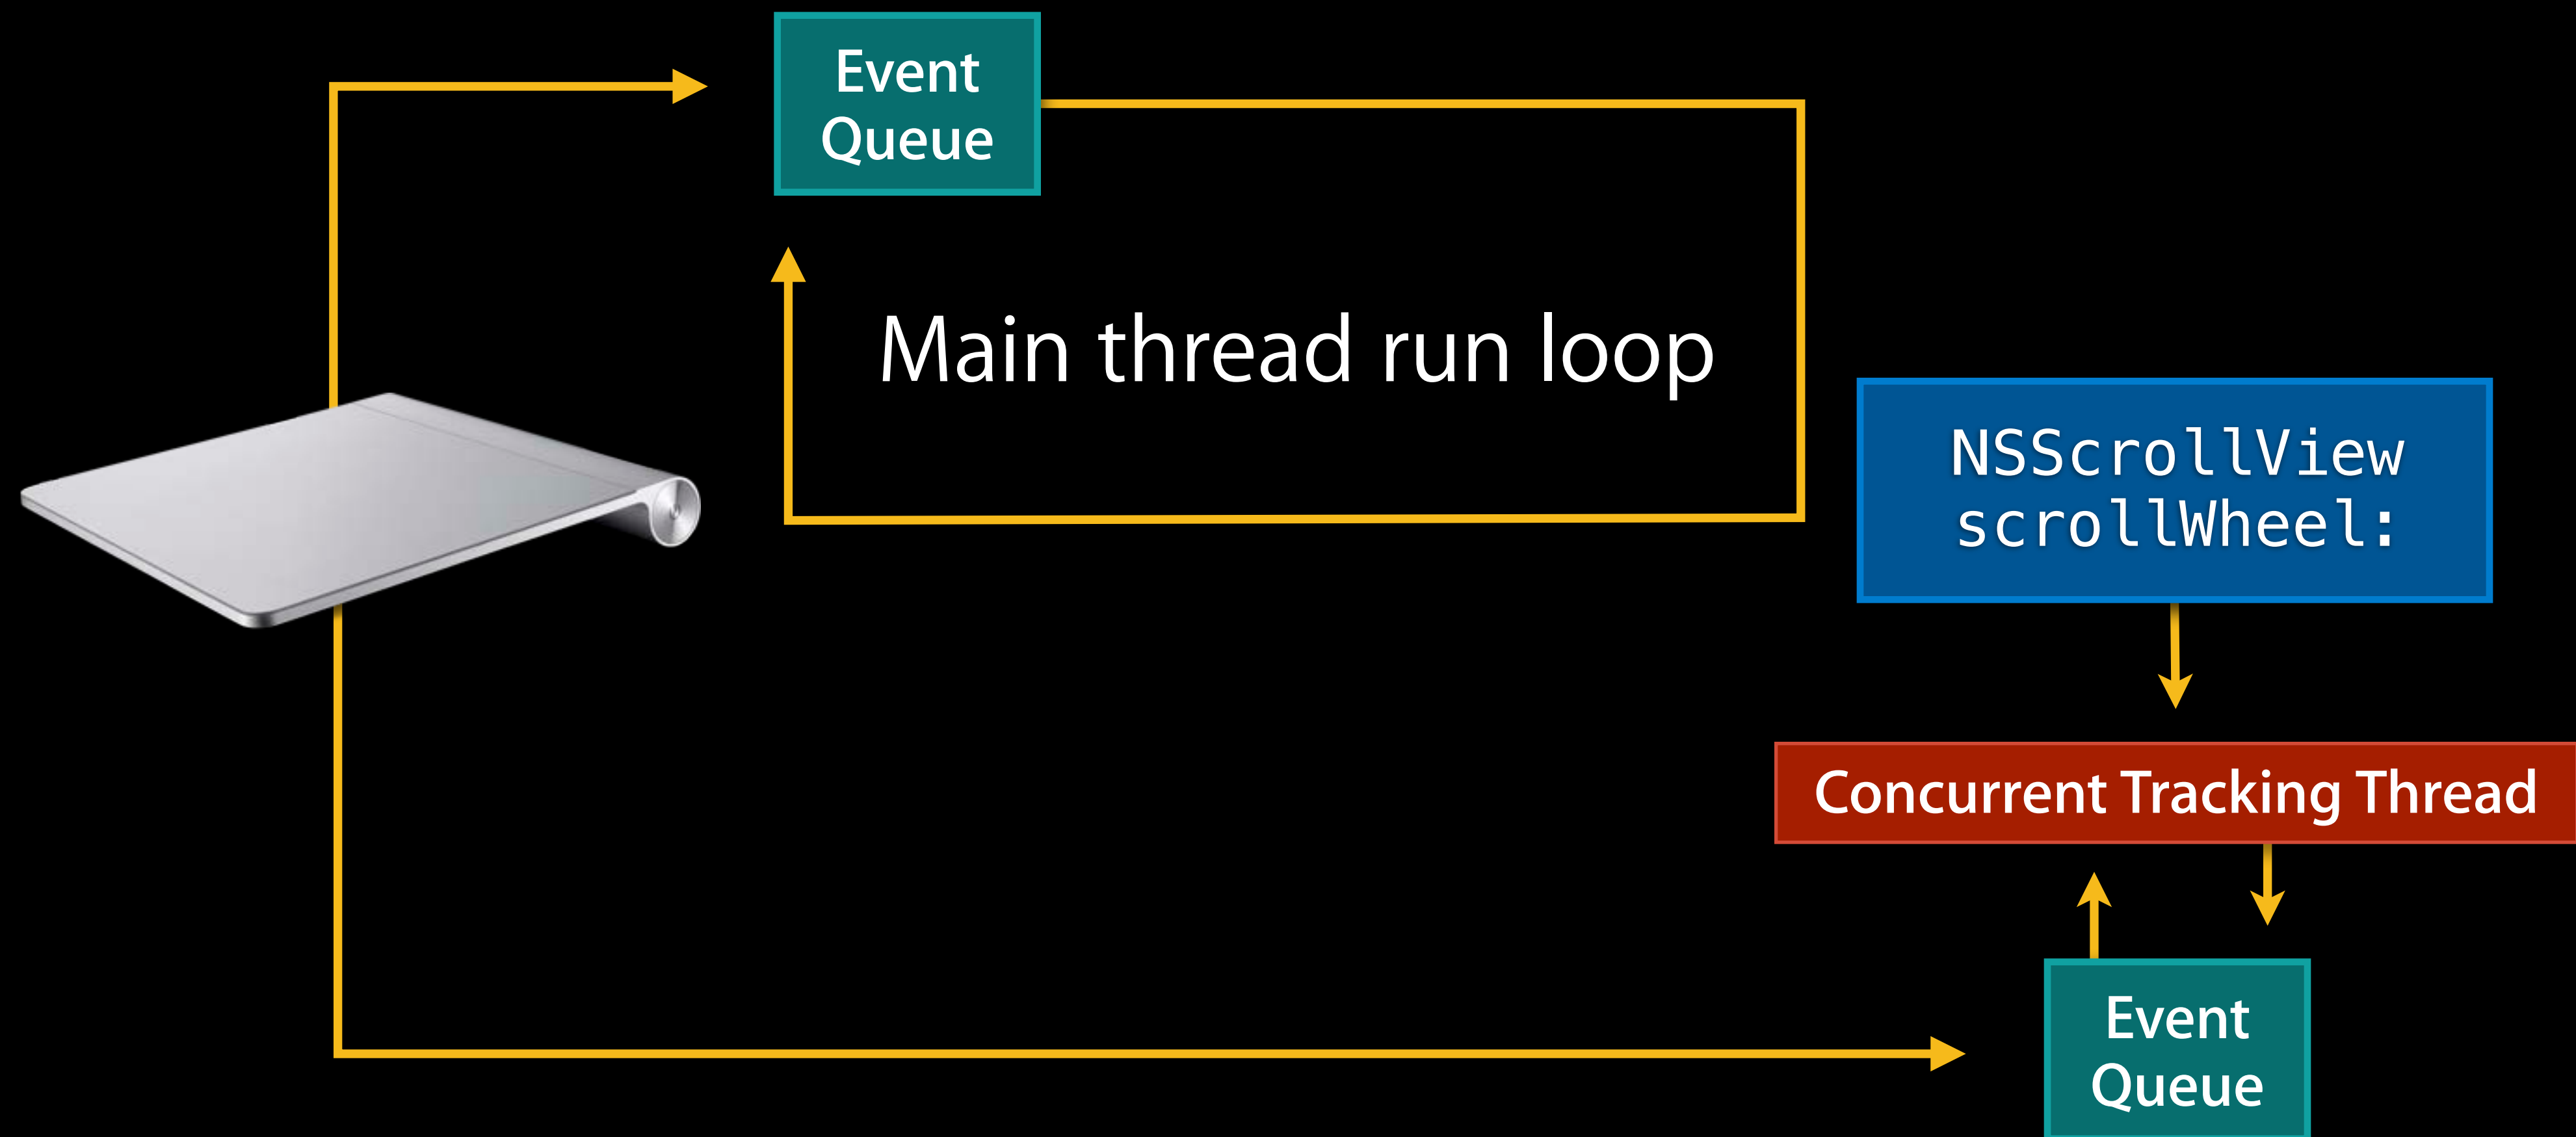 Event
Queue
Main thread run loop
NSScrollView
scrollWheel:
Concurrent Tracking Thread
Event
Queue